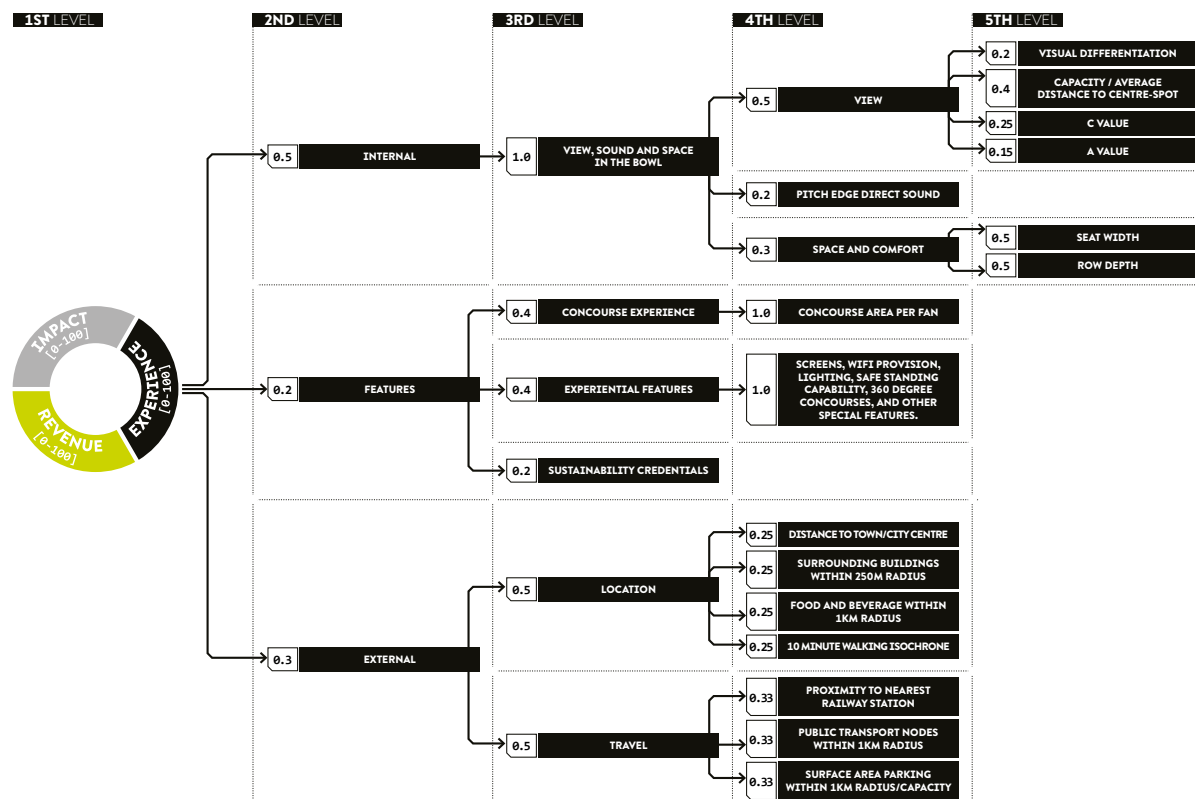 1ST LEVEL
2ND LEVEL
3RD LEVEL
4TH LEVEL
5TH LEVEL
IMPACT
[0-100]
EXPERIENCE
[0-100]
REVENUE
[0-100]
0.5 INTERNAL
1.0 VIEW, SOUND AND SPACE
IN THE BOWL
0.5 VIEW
0.2 VISUAL DIFFERENTIATION
0.4 CAPACITY / AVERAGE
DISTANCE TO CENTRE-SPOT
0.25 C VALUE
0.15 A VALUE
0.2 PITCH EDGE DIRECT SOUND
0.3 SPACE AND COMFORT
0.5 SEAT WIDTH
0.5 ROW DEPTH
0.2 FEATURES
0.4 CONCOURSE EXPERIENCE
1.0 CONCOURSE AREA PER FAN
0.4 EXPERIENTIAL FEATURES
1.0 SCREENS, WIFI PROVISION,
LIGHTING, SAFE STANDING
CAPABILITY, 360 DEGREE
CONCOURSES, AND OTHER
SPECIAL FEATURES.
0.2 SUSTAINABILITY CREDENTIALS
0.3 EXTERNAL
0.5 LOCATION
0.25 DISTANCE TO TOWN/CITY CENTRE
0.25 SURROUNDING BUILDINGS
WITHIN 250M RADIUS
0.25 FOOD AND BEVERAGE WITHIN
1KM RADIUS
0.25 10 MINUTE WALKING ISOCHRONE
0.5 TRAVEL
0.33 PROXIMITY TO NEAREST
RAILWAY STATION
0.33 PUBLIC TRANSPORT NODES
WITHIN 1KM RADIUS
0.33 SURFACE AREA PARKING
WITHIN 1KM RADIUS/CAPACITY